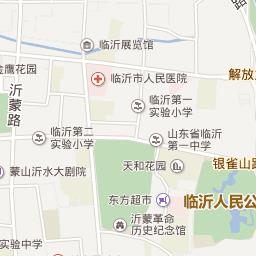 路
临沂展览馆
金鹰花园
临沂市人民医院
解放
沂蒙路
临沂第一
实验小学
临沂第二
实验小学
山东省临沂
第一中学
银雀山路
天和花园
蒙山沂水大剧院
东方超市
临沂人民公
沂蒙革命
历史纪念馆
实验中学